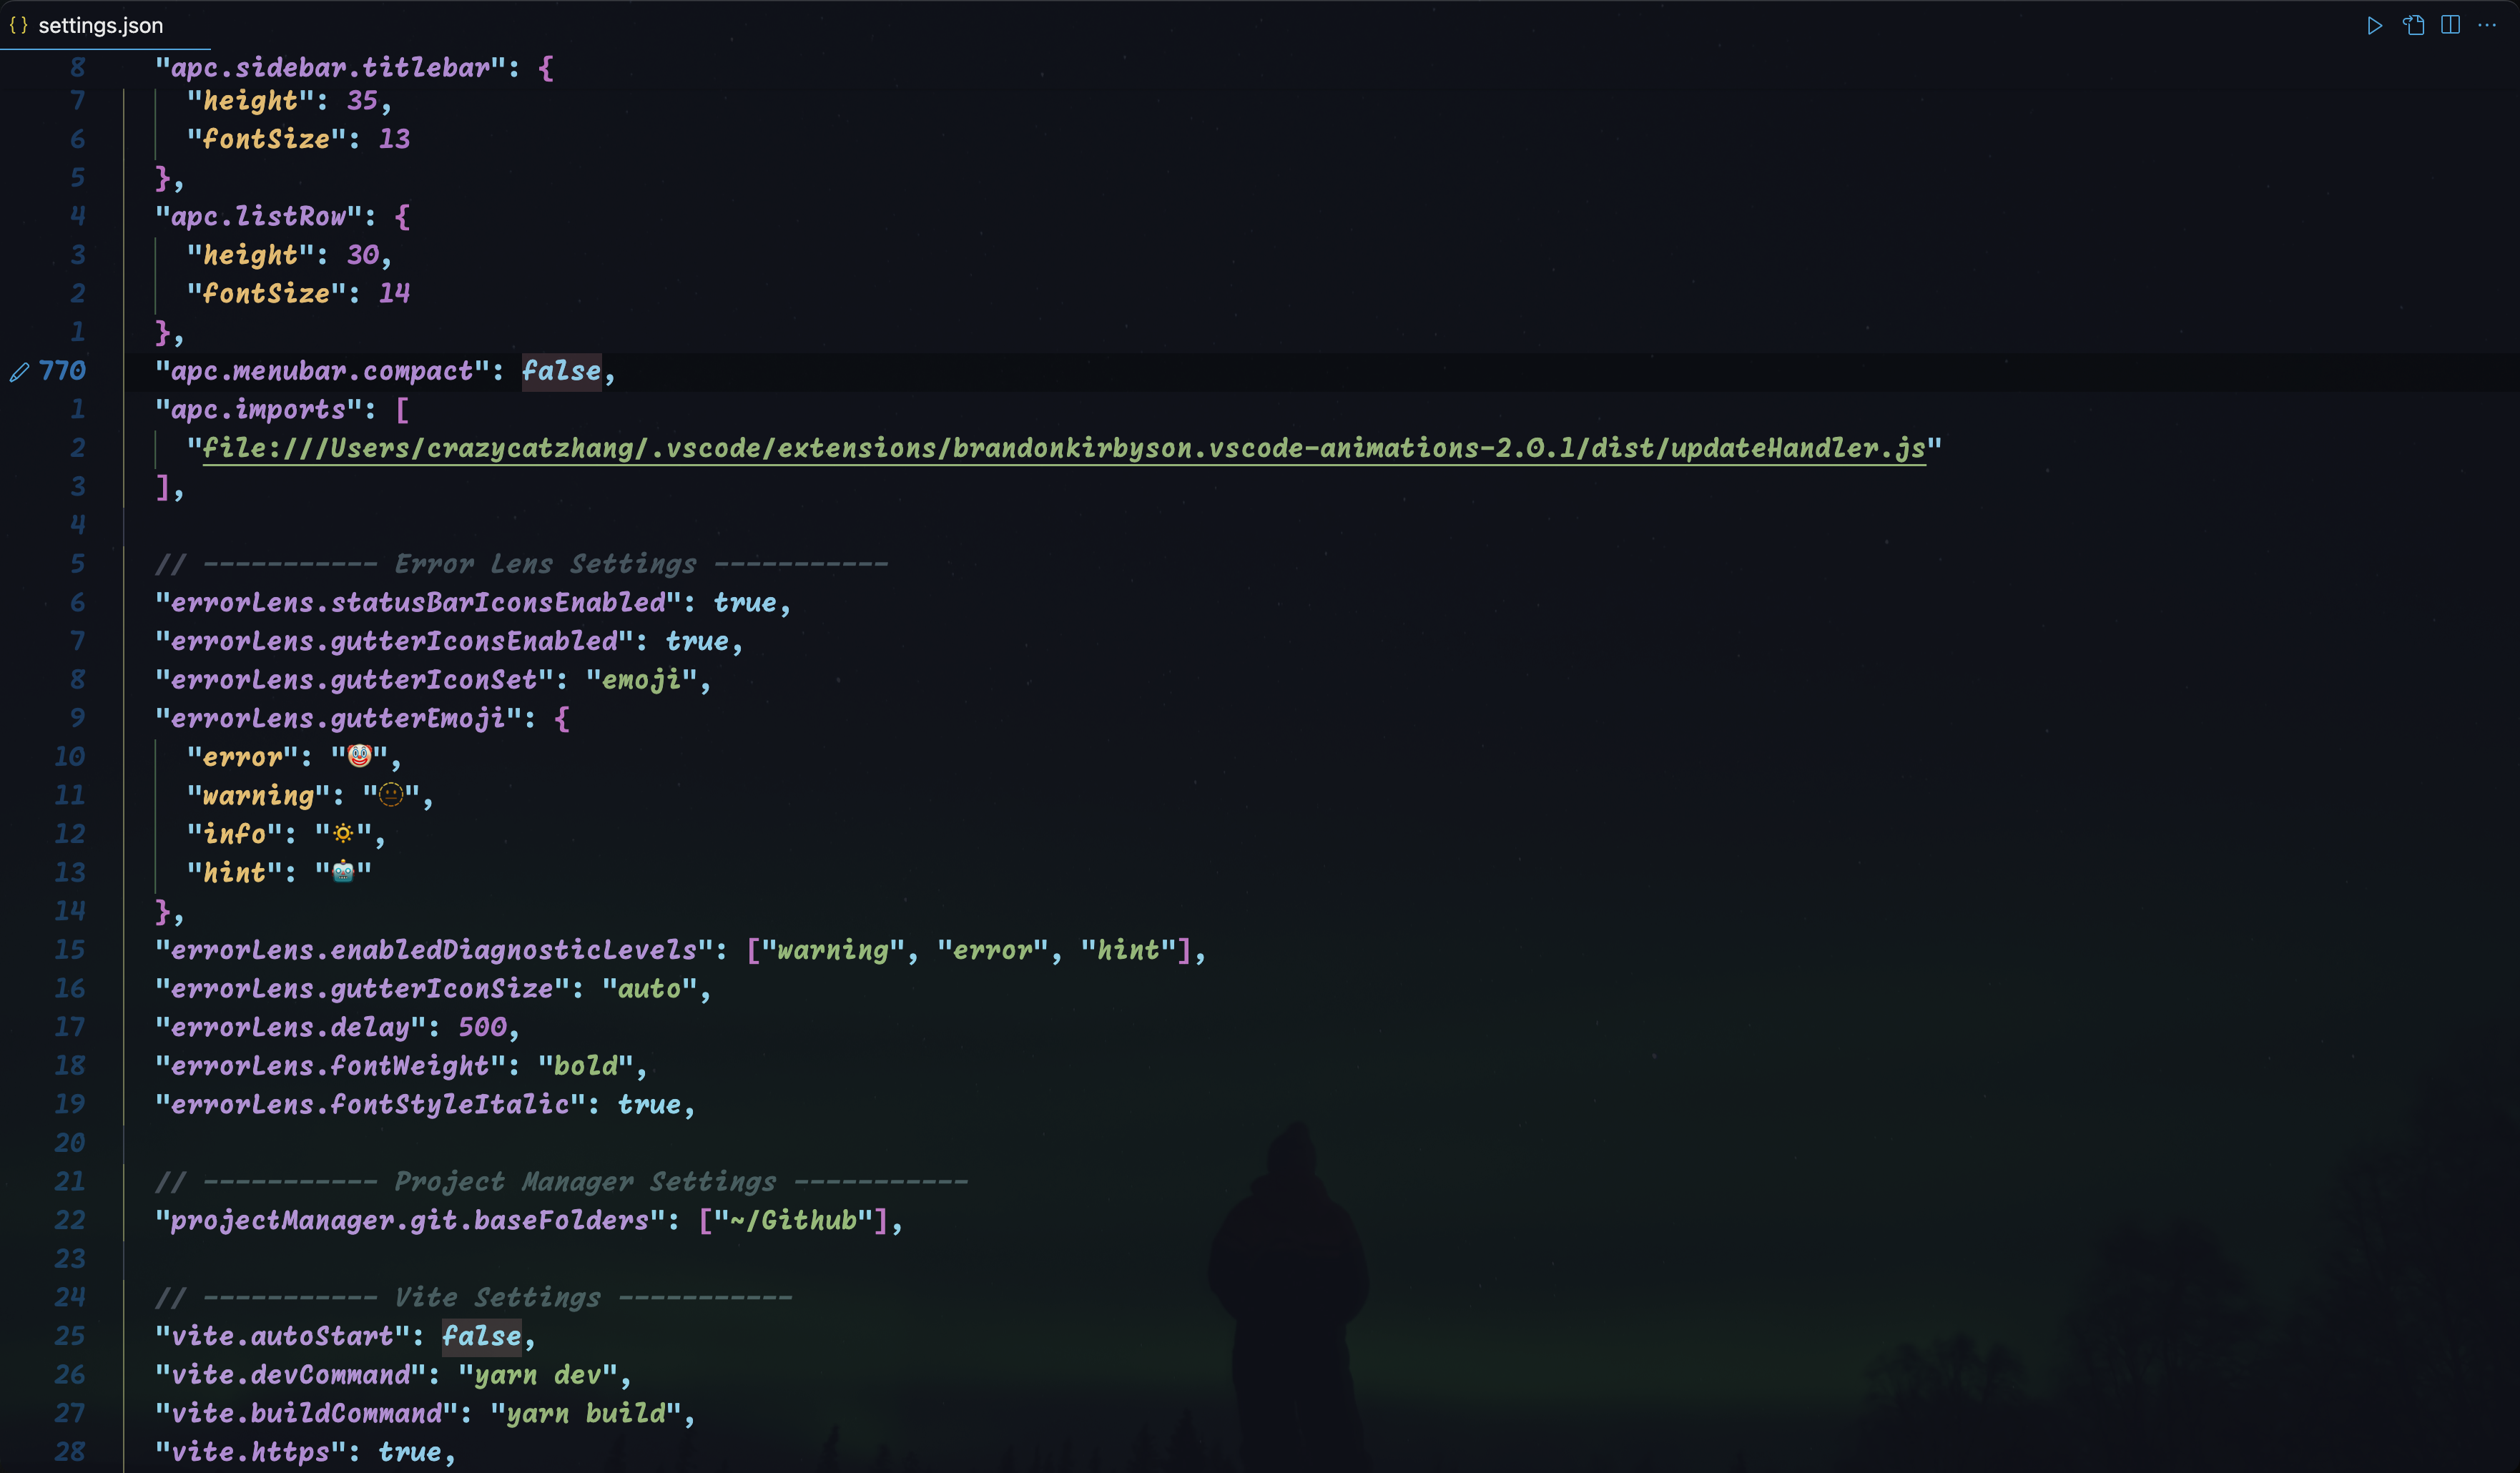 {} settings.json
8 "apc.sidebar.titlebar": {
7 "height": 35,
6 "fontSize": 13
5 },
4 "apc.listRow": {
3 "height": 30,
2 "fontSize": 14
1 },
770 "apc.menubar.compact": false,
1 "apc.imports": [
2 "file:///Users/crazycatzhang/.vscode/extensions/brandonkirbyson.vscode-animations-2.0.1/dist/updateHandler.js"
3 ],
4
5 // ----------- Error Lens Settings -----------
6 "errorLens.statusBarIconsEnabled": true,
7 "errorLens.gutterIconsEnabled": true,
8 "errorLens.gutterIconSet": "emoji",
9 "errorLens.gutterEmoji": {
10 "error": "🤡",
11 "warning": "🫥",
12 "info": "🔅",
13 "hint": "🤖"
14 },
15 "errorLens.enabledDiagnosticLevels": ["warning", "error", "hint"],
16 "errorLens.gutterIconSize": "auto",
17 "errorLens.delay": 500,
18 "errorLens.fontWeight": "bold",
19 "errorLens.fontStyleItalic": true,
20
21 // ----------- Project Manager Settings -----------
22 "projectManager.git.baseFolders": ["~/Github"],
23
24 // ----------- Vite Settings -----------
25 "vite.autoStart": false,
26 "vite.devCommand": "yarn dev",
27 "vite.buildCommand": "yarn build",
28 "vite.https": true,